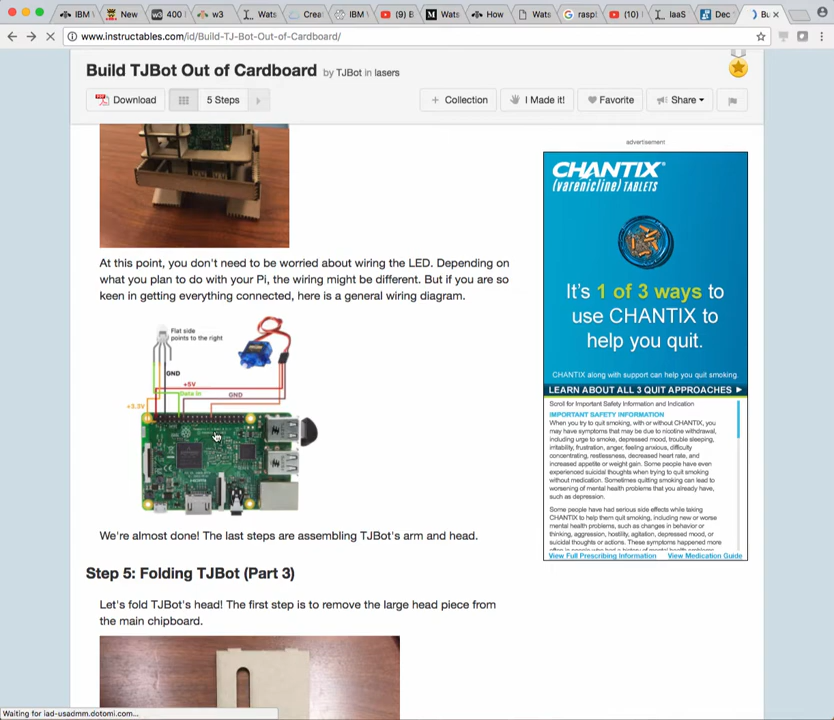 IBM W
New
400
w3
Wats
Crea
IBM W
(9) B
Wats
How
Wats
rasp
(10)
IaaS
Dec
Bu
www.instructables.com/id/Build-TJ-Bot-Out-of-Cardboard/
Build TJBot Out of Cardboard by TJBot in lasers
Download
5 Steps
+ Collection
I Made it!
Favorite
Share
advertisement
CHANTIX®
(varenicline) TABLETS
It's 1 of 3 ways to
use CHANTIX to
help you quit.
CHANTIX along with support can help you quit smoking.
LEARN ABOUT ALL 3 QUIT APPROACHES
Scroll for Important Safety Information and Indication
IMPORTANT SAFETY INFORMATION
When you try to quit smoking, with or without CHANTIX, you
may have symptoms that may be due to nicotine withdrawal,
including urge to smoke, depressed mood, trouble sleeping,
irritability, frustration, anger, feeling anxious, difficulty
concentrating, restlessness, decreased heart rate, and
increased appetite or weight gain. Some people have even
experienced suicidal thoughts when trying to quit smoking
without medication. Sometimes quitting smoking can lead to
worsening of mental health problems that you already have,
such as depression.
Some people have had serious side effects while taking
CHANTIX to help them quit smoking, including new or worse
mental health problems, such as changes in behavior or
thinking, aggression, hostility, agitation, depressed mood, or
suicidal thoughts or actions. These symptoms happened more
View Full Prescribing Information View Medication Guide
At this point, you don't need to be worried about wiring the LED. Depending on
what you plan to do with your Pi, the wiring might be different. But if you are so
keen in getting everything connected, here is a general wiring diagram.
Flat side
points to the right
GND
+5V
Data in
GND
+3.3V
HDMI
We're almost done! The last steps are assembling TJBot's arm and head.
Step 5: Folding TJBot (Part 3)
Let's fold TJBot's head! The first step is to remove the large head piece from
the main chipboard.
Waiting for iad-usadmm.dotomi.com...